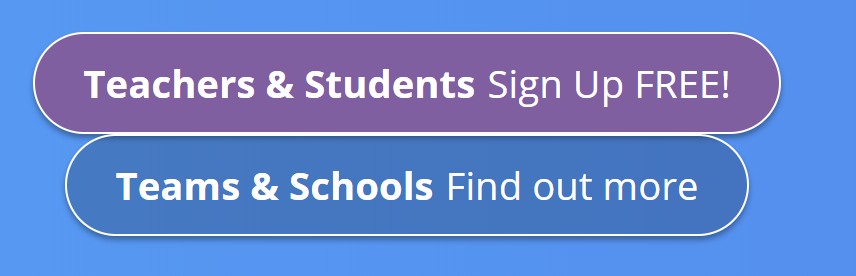 Teachers & Students Sign Up FREE!
Teams & Schools Find out more